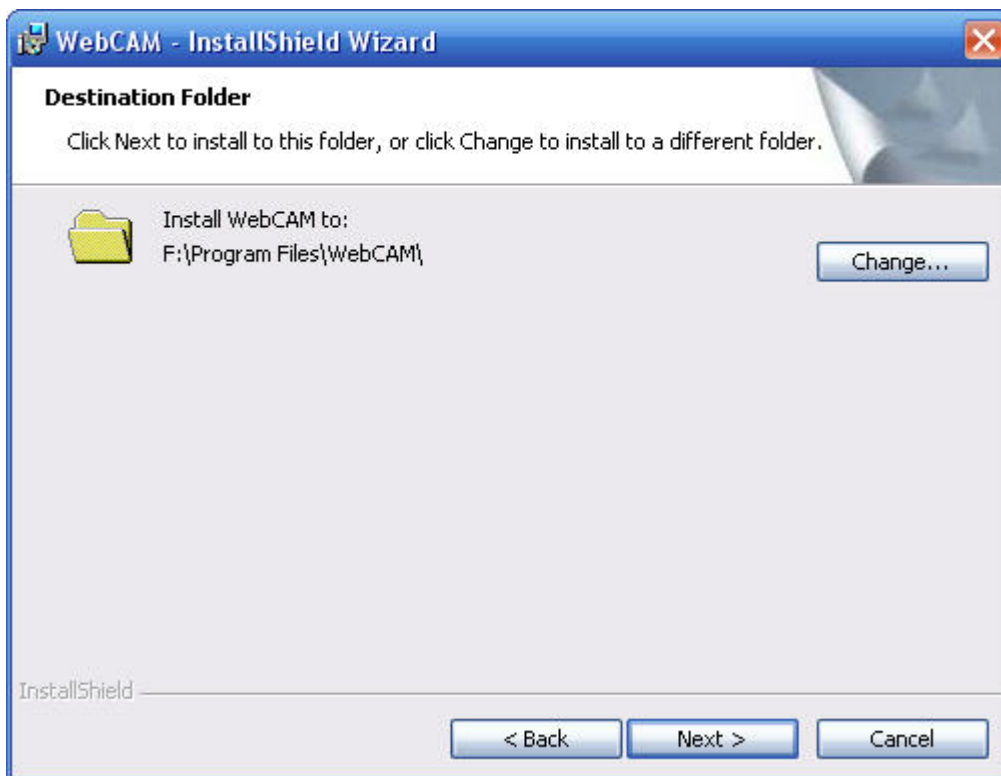 WebCAM - InstallShield Wizard
Destination Folder
Click Next to install to this folder, or click Change to install to a different folder.
Install WebCAM to:
F:\Program Files\WebCAM\
Change...
InstallShield
< Back
Next >
Cancel